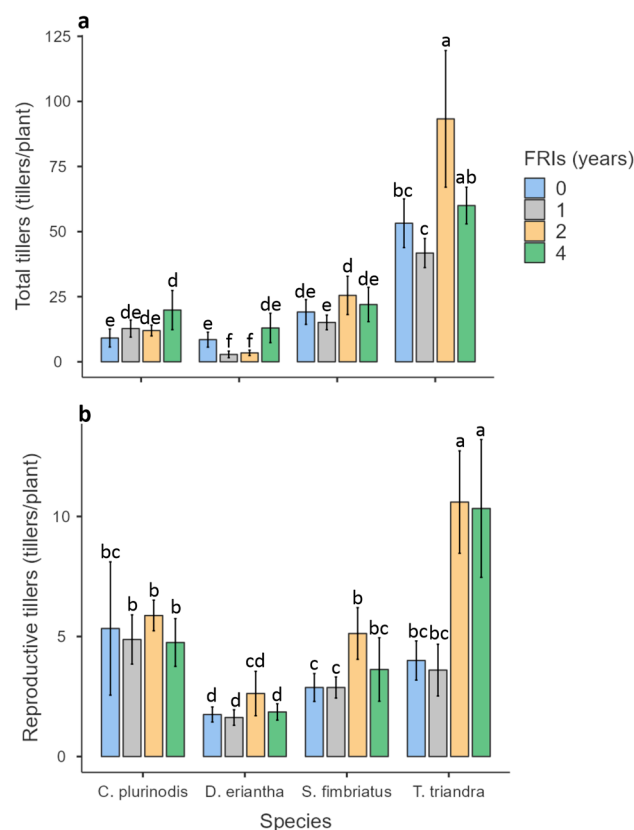 a
Total tillers (tillers/plant)
125
100
75
50
25
0
e de de d
e f f de
de e d de
bc c a ab
FRIs (years)
0
1
2
4
b
Reproductive tillers (tillers/plant)
10
5
0
bc b b b
d d cd d
c c b bc
bc bc a a
C. plurinodis D. eriantha S. fimbriatus T. triandra
Species